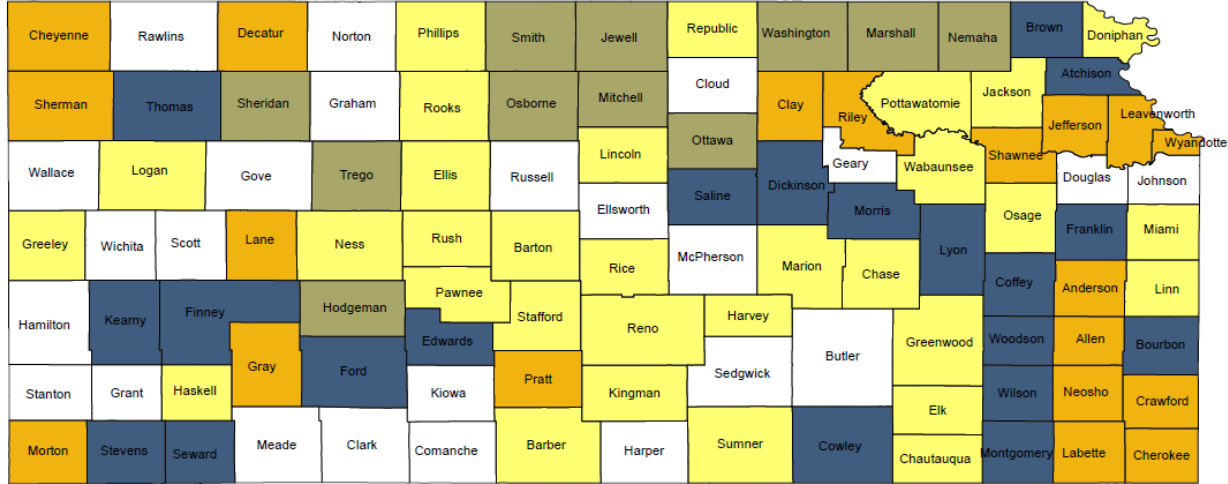 Cheyenne Rawlins Decatur Norton Phillips Smith Jewell Republic Washington Marshall Nemaha Brown Doniphan
Sherman Thomas Sheridan Graham Rooks Osborne Mitchell Cloud Clay Riley Pottawatomie Jackson Atchison
Jefferson Leavenworth
Wyandotte
Wallace Logan Gove Trego Ellis Russell Lincoln Ottawa Geary Wabaunsee Shawnee Douglas Johnson
Ellsworth Saline Dickinson Morris
Greeley Wichita Scott Lane Ness Rush Barton Rice McPherson Marion Chase Lyon Osage Franklin Miami
Hamilton Kearny Finney Hodgeman Pawnee Stafford Reno Harvey Coffey Anderson Linn
Edwards Greenwood
Gray Ford Pratt Kingman Sedgwick Butler Woodson Allen Bourbon
Stanton Grant Haskell Kiowa Elk Wilson Neosho Crawford
Morton Stevens Seward Meade Clark Comanche Barber Harper Sumner Cowley Chautauqua Montgomery Labette Cherokee